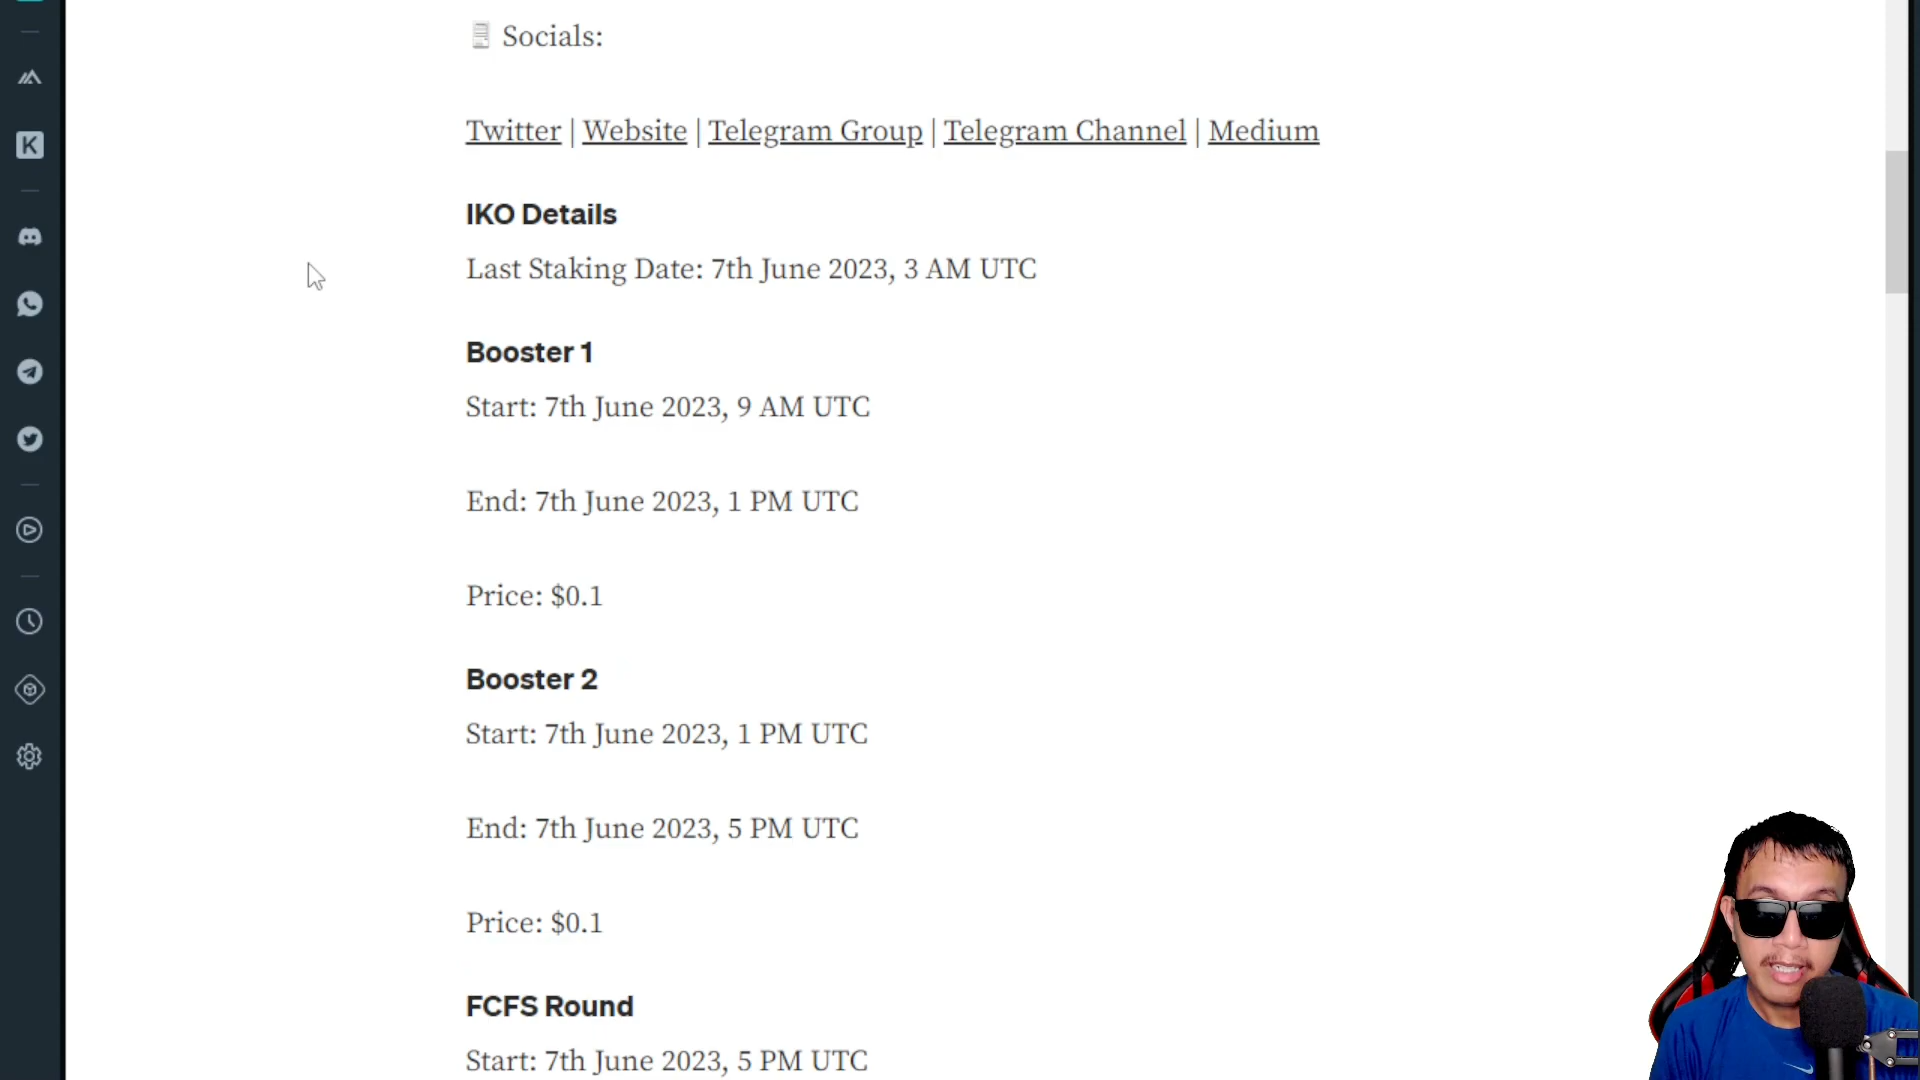 Socials:
Twitter | Website | Telegram Group | Telegram Channel | Medium
IKO Details
Last Staking Date: 7th June 2023, 3 AM UTC
Booster 1
Start: 7th June 2023, 9 AM UTC
End: 7th June 2023, 1 PM UTC
Price: $0.1
Booster 2
Start: 7th June 2023, 1 PM UTC
End: 7th June 2023, 5 PM UTC
Price: $0.1
FCFS Round
Start: 7th June 2023, 5 PM UTC
K